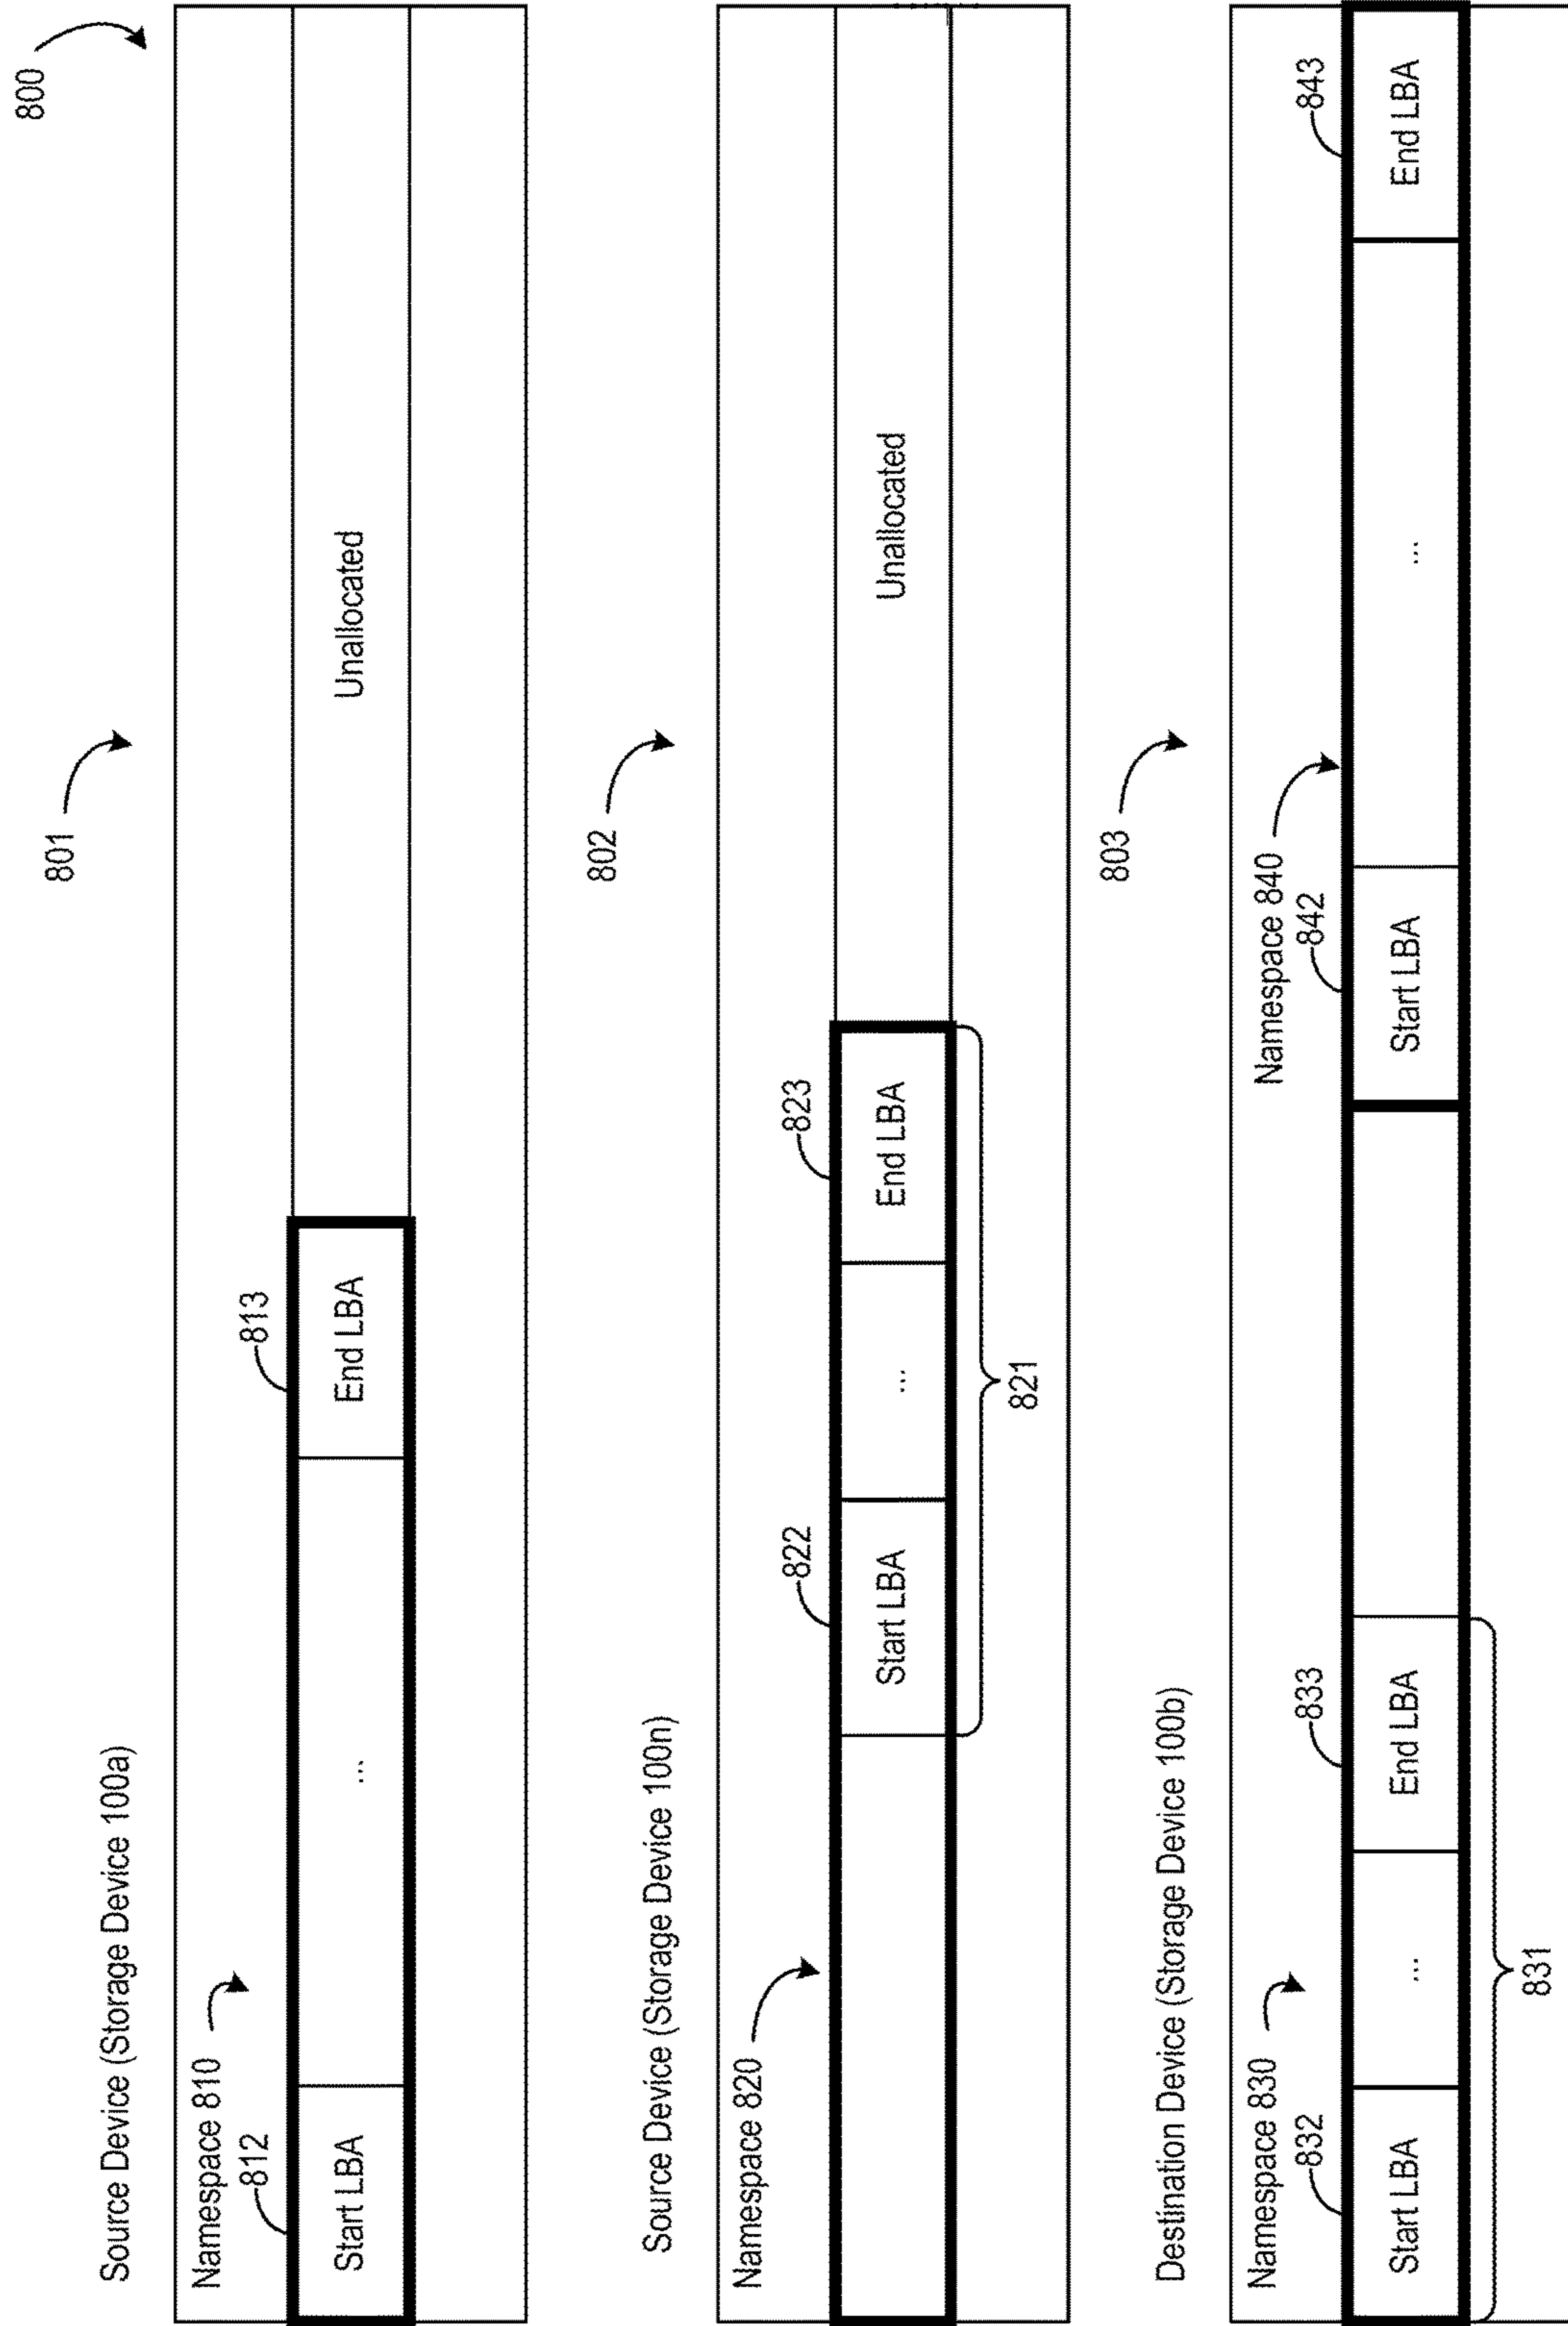 800
801
Source Device (Storage Device 100a)
Namespace 810
812
813
Start LBA
...
End LBA
Unallocated
802
Source Device (Storage Device 100n)
Namespace 820
822
823
Start LBA
...
End LBA
Unallocated
821
803
Destination Device (Storage Device 100b)
Namespace 830
Namespace 840
832
833
842
843
Start LBA
...
End LBA
Start LBA
...
End LBA
831